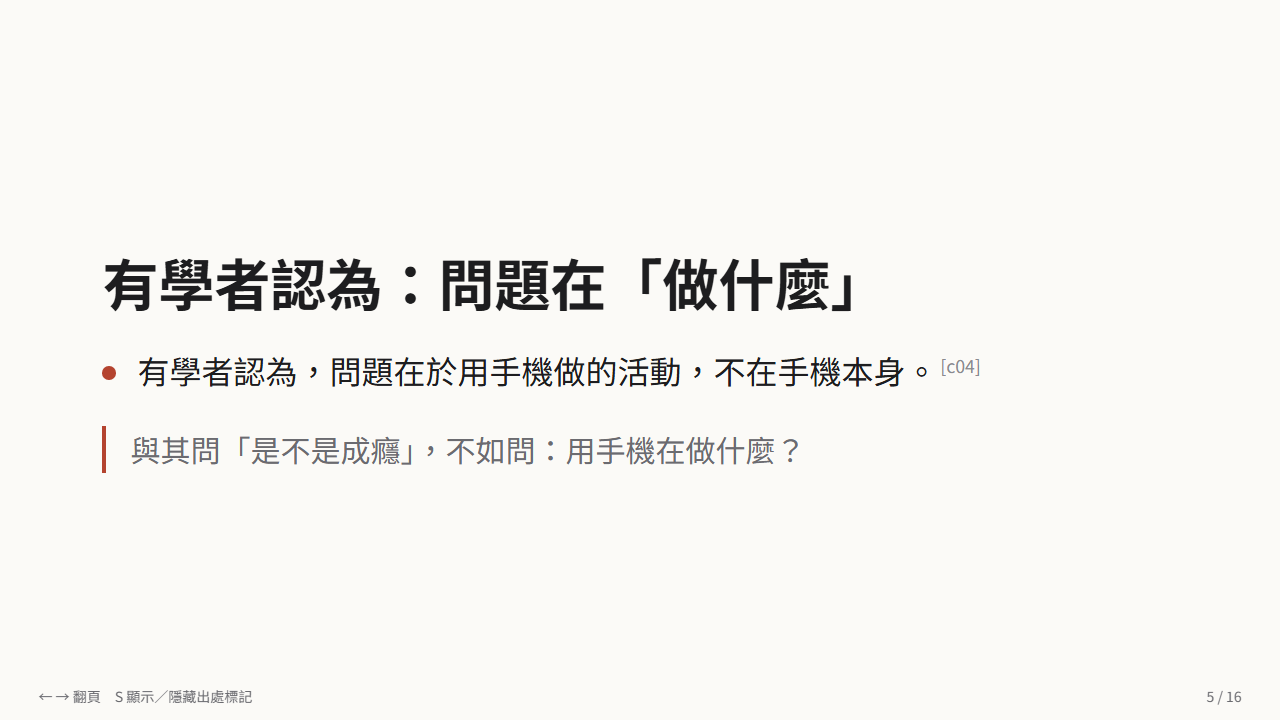 有學者認為：問題在「做什麼」
有學者認為，問題在於用手機做的活動，不在手機本身。[c04]
與其問「是不是成癮」，不如問：用手機在做什麼？
←→ 翻頁　S 顯示／隱藏出處標記
5 / 16